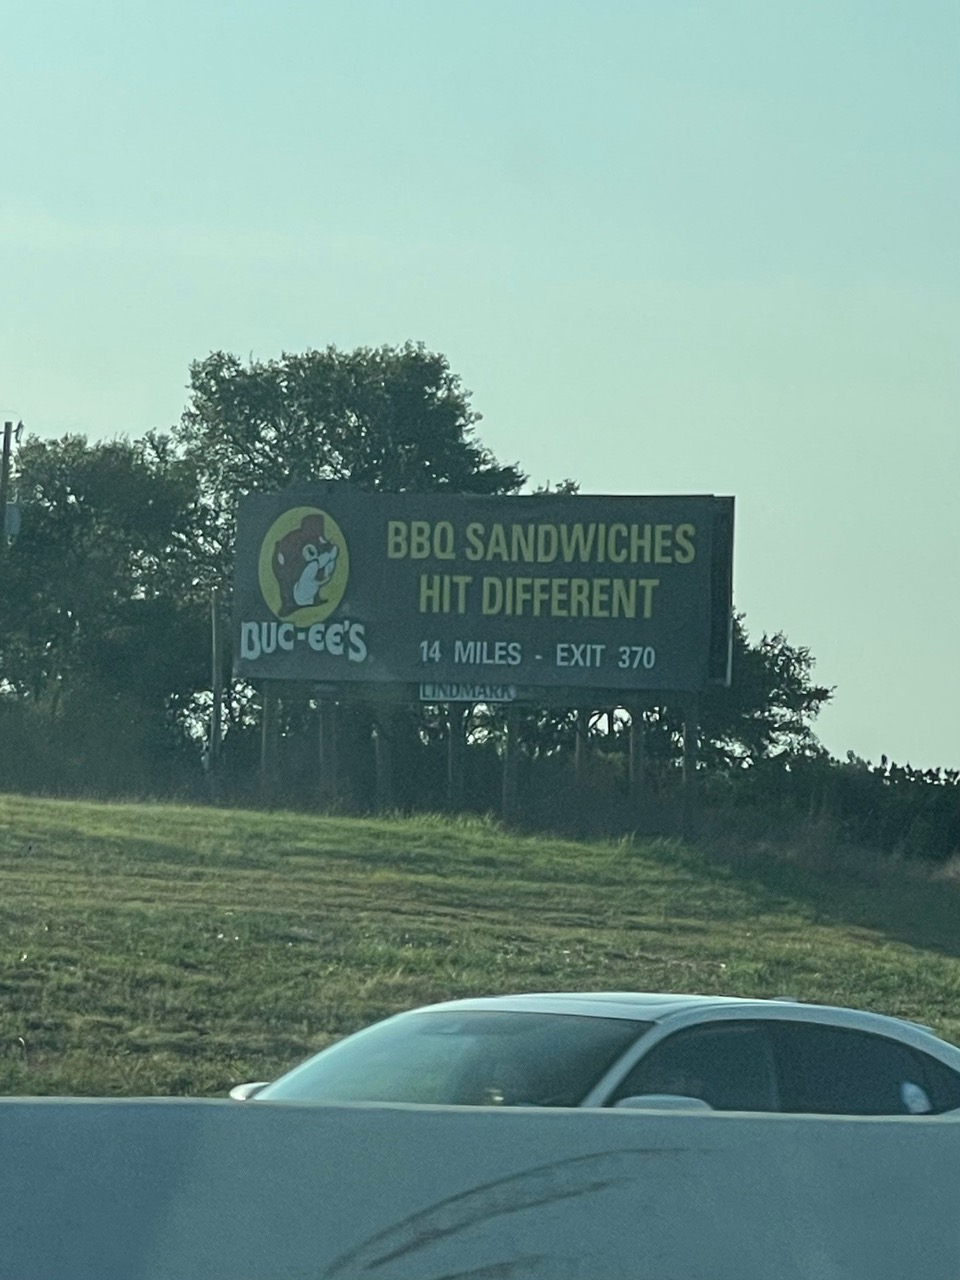 BBQ SANDWICHES
HIT DIFFERENT
BUC-EE'S
14 MILES - EXIT 370
LINDMARK